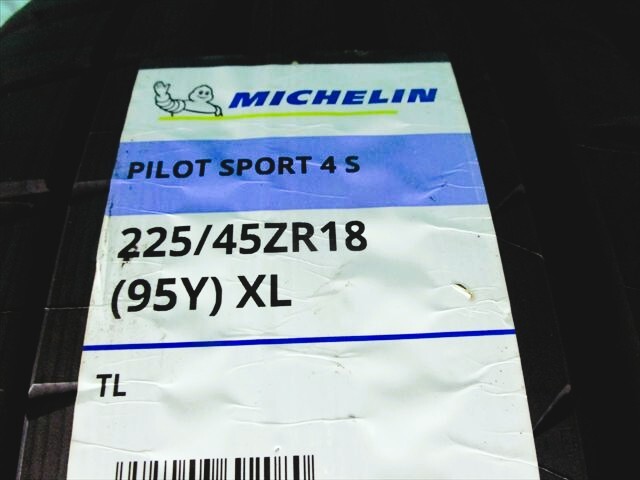 MICHELIN
PILOT SPORT 4 S
225/45ZR18
(95Y) XL
TL